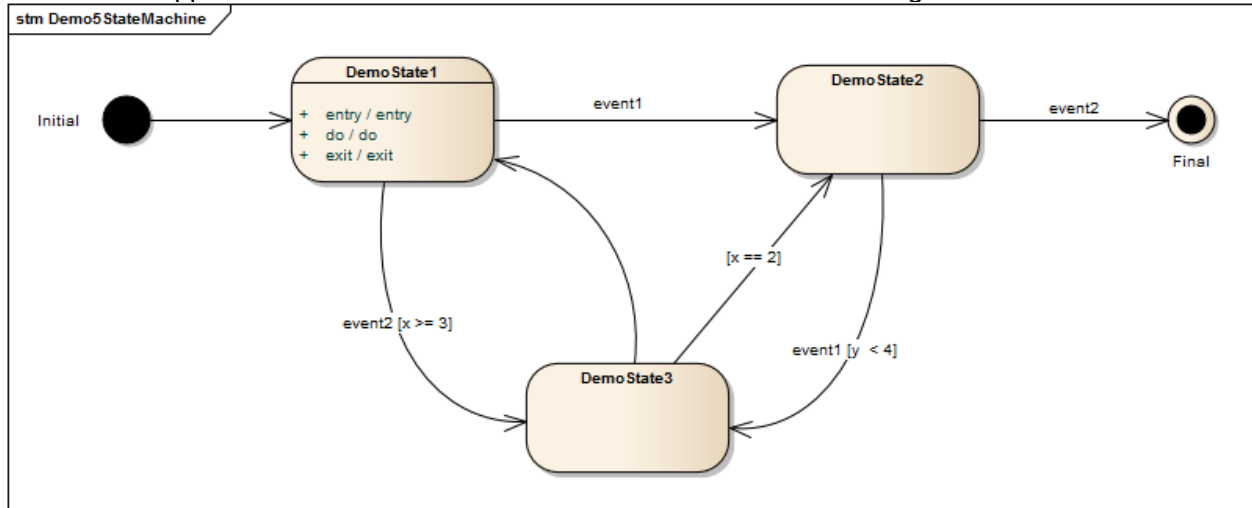 stm Demo5StateMachine
DemoState1
+ entry / entry
+ do / do
+ exit / exit
Initial
event1
DemoState2
event2
Final
[x == 2]
event2 [x >= 3]
event1 [y < 4]
DemoState3